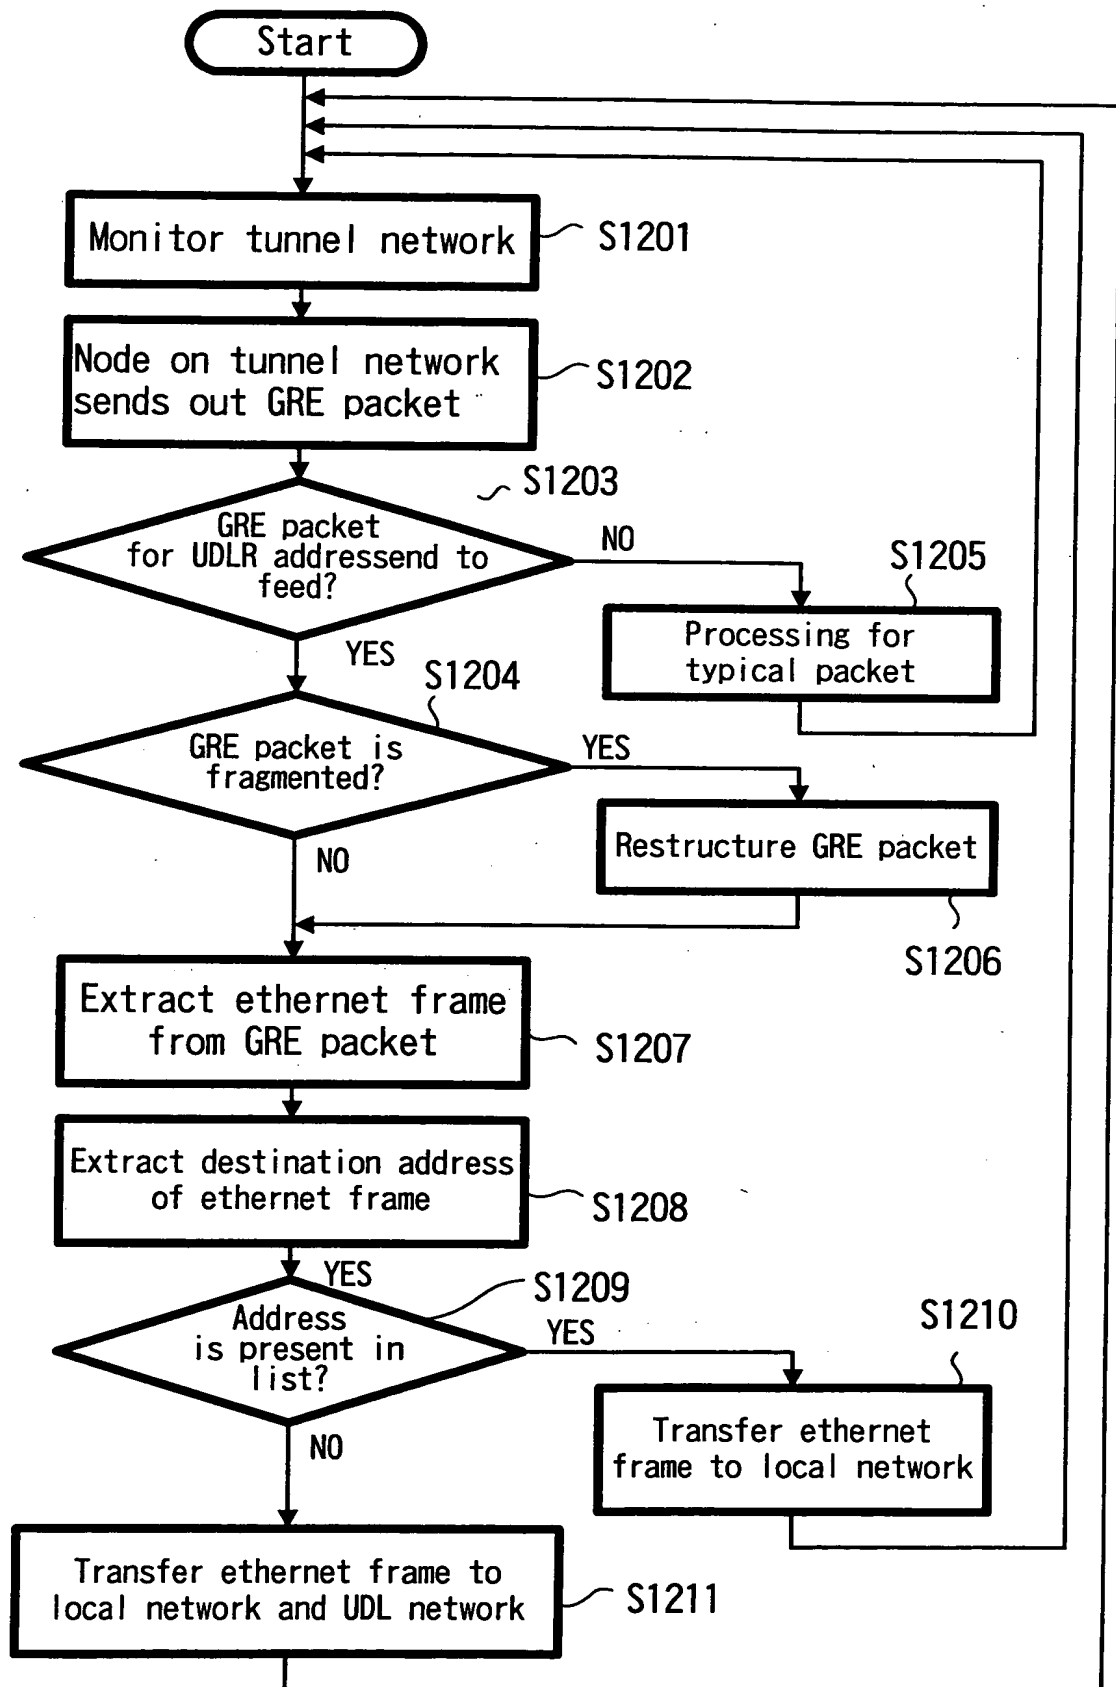 Start
Monitor tunnel network
S1201
Node on tunnel network
sends out GRE packet
S1202
S1203
GRE packet
for UDLR addressend to
feed?
NO
YES
S1205
Processing for
typical packet
S1204
GRE packet is
fragmented?
YES
NO
Restructure GRE packet
S1206
Extract ethernet frame
from GRE packet
S1207
Extract destination address
of ethernet frame
S1208
YES
S1209
Address
is present in
list?
YES
NO
S1210
Transfer ethernet
frame to local network
Transfer ethernet frame to
local network and UDL network
S1211